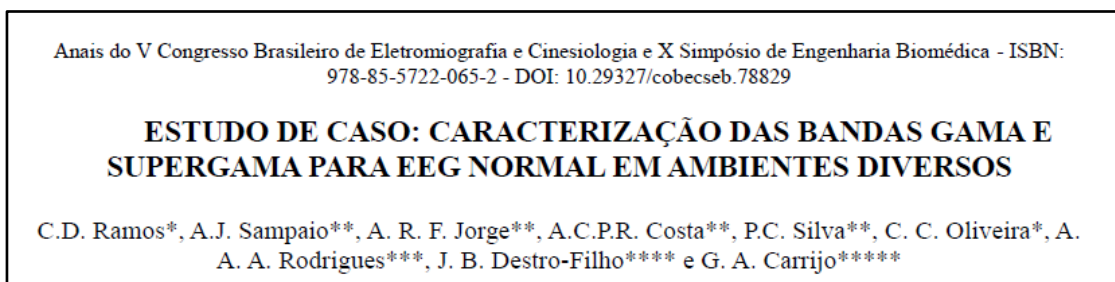 Anais do V Congresso Brasileiro de Eletromiografia e Cinesiologia e X Simpósio de Engenharia Biomédica - ISBN:
978-85-5722-065-2 - DOI: 10.29327/cobecseb.78829
ESTUDO DE CASO: CARACTERIZAÇÃO DAS BANDAS GAMA E
SUPERGAMA PARA EEG NORMAL EM AMBIENTES DIVERSOS
C.D. Ramos*, A.J. Sampaio**, A. R. F. Jorge**, A.C.P.R. Costa**, P.C. Silva**, C. C. Oliveira*, A.
A. A. Rodrigues***, J. B. Destro-Filho**** e G. A. Carrijo*****